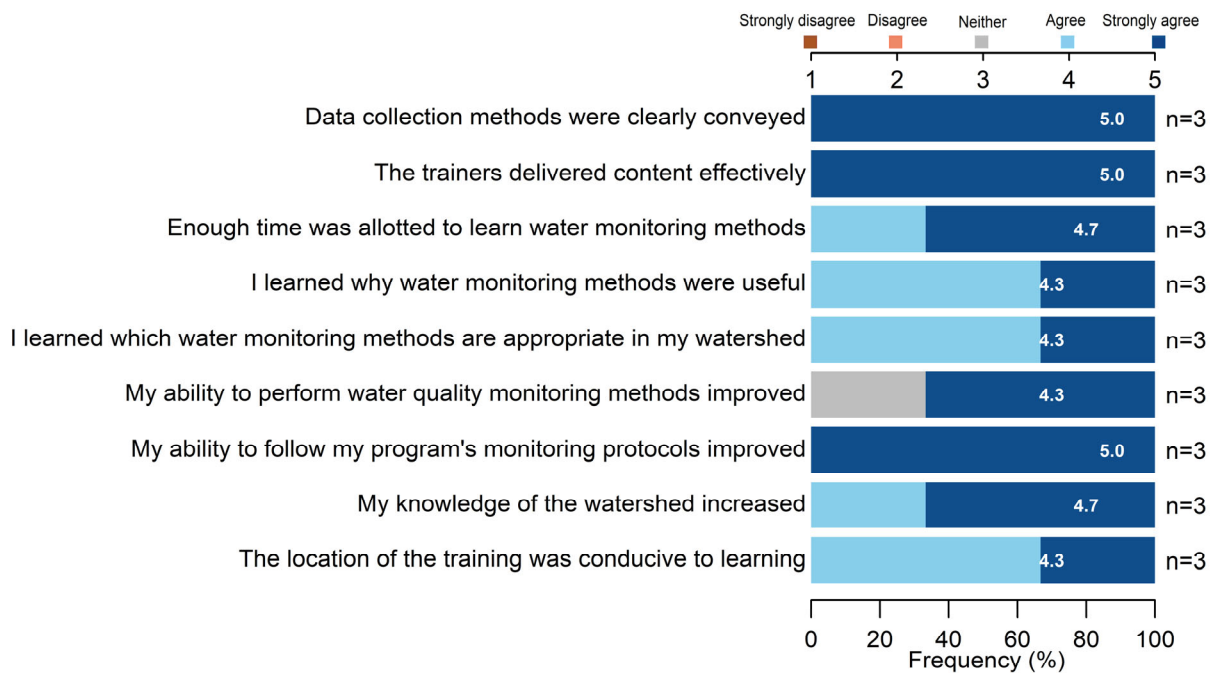 Strongly disagree Disagree Neither Agree Strongly agree
1 2 3 4 5
Data collection methods were clearly conveyed 5.0 n=3
The trainers delivered content effectively 5.0 n=3
Enough time was allotted to learn water monitoring methods 4.7 n=3
I learned why water monitoring methods were useful 4.3 n=3
I learned which water monitoring methods are appropriate in my watershed 4.3 n=3
My ability to perform water quality monitoring methods improved 4.3 n=3
My ability to follow my program's monitoring protocols improved 5.0 n=3
My knowledge of the watershed increased 4.7 n=3
The location of the training was conducive to learning 4.3 n=3
0 20 40 60 80 100
Frequency (%)